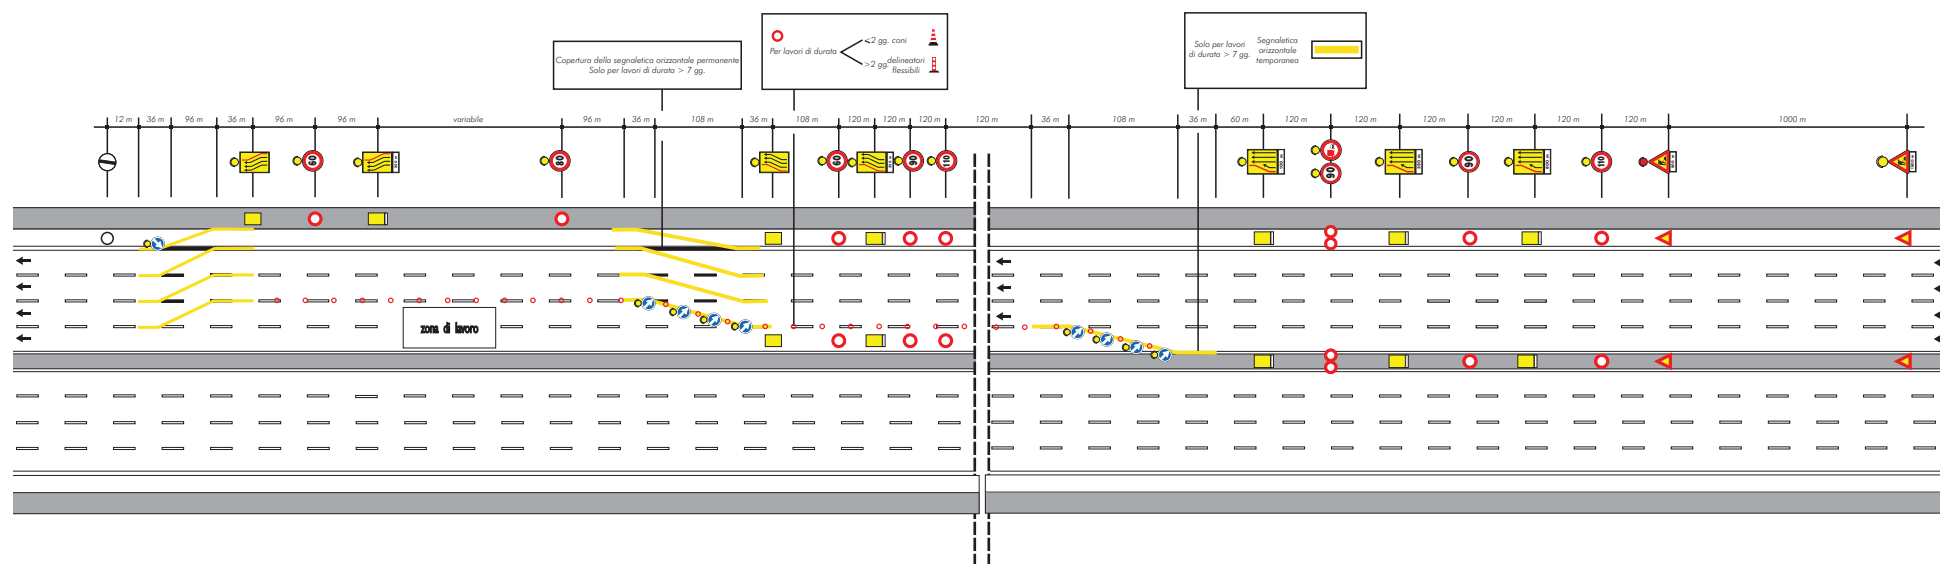 Copertura della segnaletica orizzontale permanente
Solo per lavori di durata > 7 gg.
Per lavori di durata
<2 gg. coni
>2 gg. delineatori
flessibili
Solo per lavori
di durata > 7 gg.
Segnaletica
orizzontale
temporanea
12 m 36 m 96 m 36 m 96 m 96 m variabile 96 m 36 m 108 m 36 m 108 m 120 m 120 m 120 m 120 m 36 m 108 m 36 m 60 m 120 m 120 m 120 m 120 m 120 m 120 m 1000 m
60 80 60 90 110 90 90 110
zona di lavoro